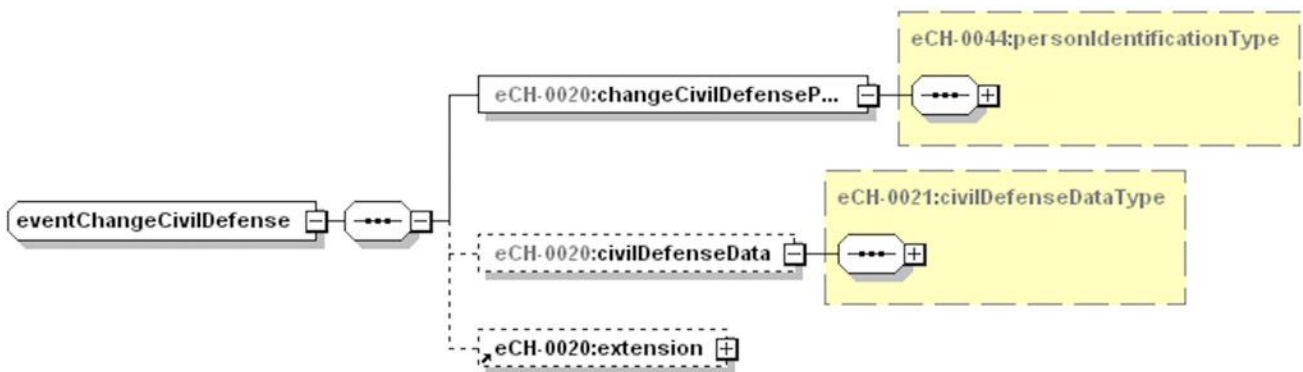 eCH-0044:personIdentificationType
eCH-0020:changeCivilDefenseP...
eCH-0021:civilDefenseDataType
eventChangeCivilDefense
eCH-0020:civilDefenseData
eCH-0020:extension